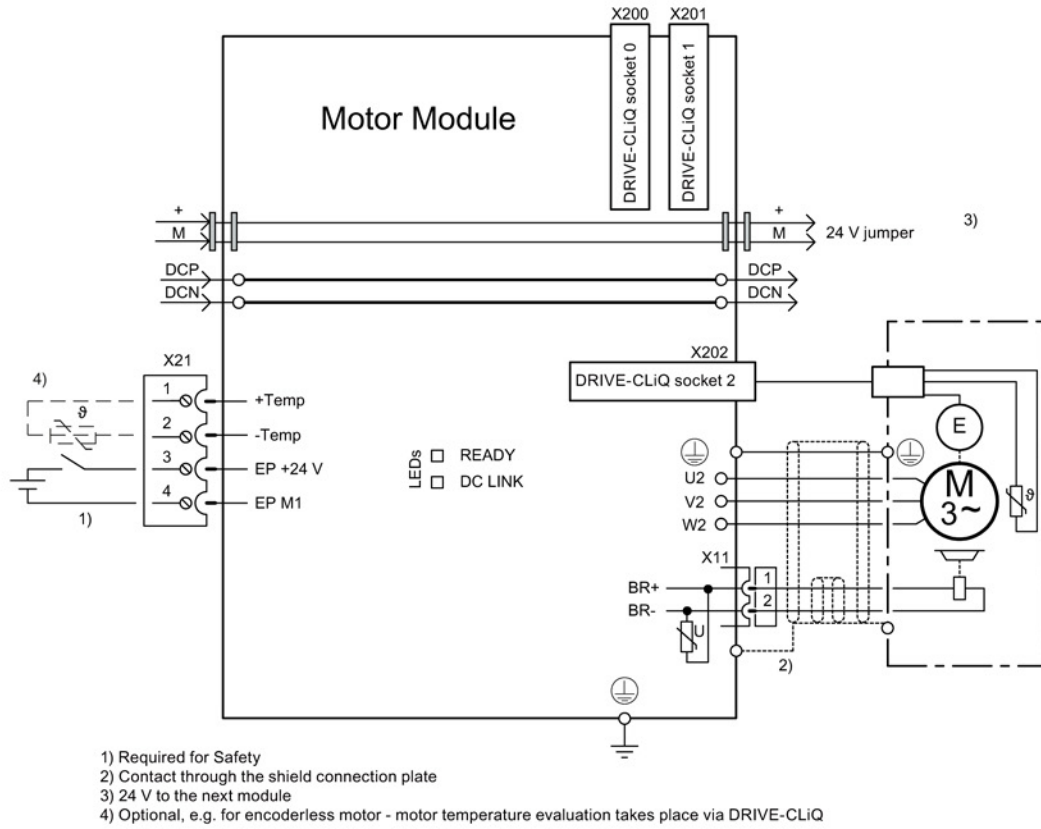 X200 X201
DRIVE-CLiQ socket 0
DRIVE-CLiQ socket 1
Motor Module
+ +
M M 24 V jumper 3)
DCP DCP
DCN DCN
X21 X202
DRIVE-CLiQ socket 2
4)
1 +Temp
ϑ
2 -Temp
3 EP +24 V
4 EP M1
1)
LEDs
READY
DC LINK
E
U2
V2
W2
M
3~
ϑ
X11
BR+ 1
BR- 2
U
2)
1) Required for Safety
2) Contact through the shield connection plate
3) 24 V to the next module
4) Optional, e.g. for encoderless motor - motor temperature evaluation takes place via DRIVE-CLiQ